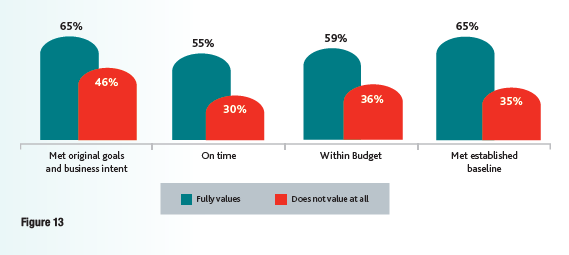 65%
46%
55%
30%
59%
36%
65%
35%
Met original goals
and business intent
On time
Within Budget
Met established
baseline
Fully values
Does not value at all
Figure 13